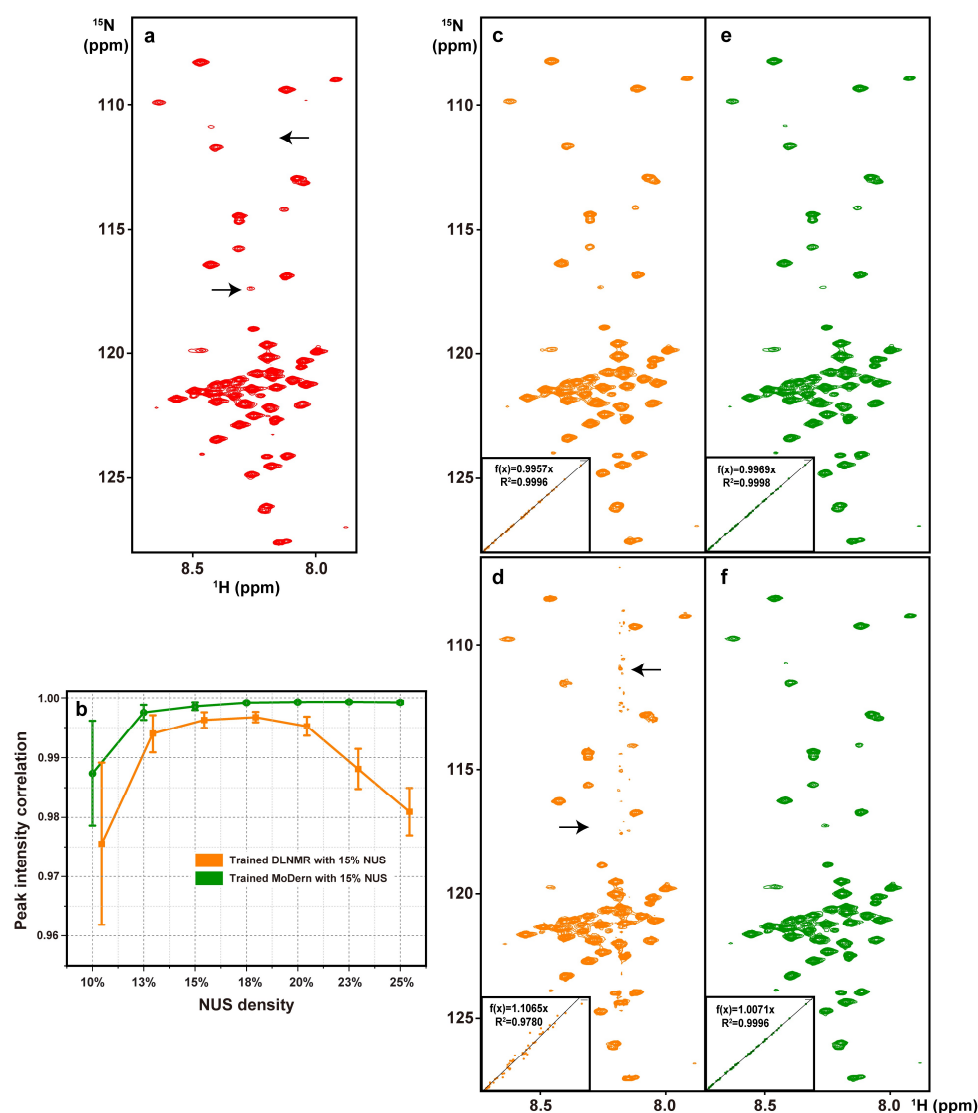 a
¹⁵N
(ppm)
110
115
120
125
8.5
8.0
¹H (ppm)
¹⁵N
(ppm)
c
e
110
115
120
125
f(x)=0.9957x
R²=0.9996
f(x)=0.9969x
R²=0.9998
b
Peak intensity correlation
1.00
0.99
0.98
0.97
0.96
Trained DLNMR with 15% NUS
Trained MoDern with 15% NUS
10%
13%
15%
18%
20%
23%
25%
NUS density
d
f
110
115
120
125
f(x)=1.1065x
R²=0.9780
f(x)=1.0071x
R²=0.9996
8.5
8.0
8.5
8.0
¹H (ppm)